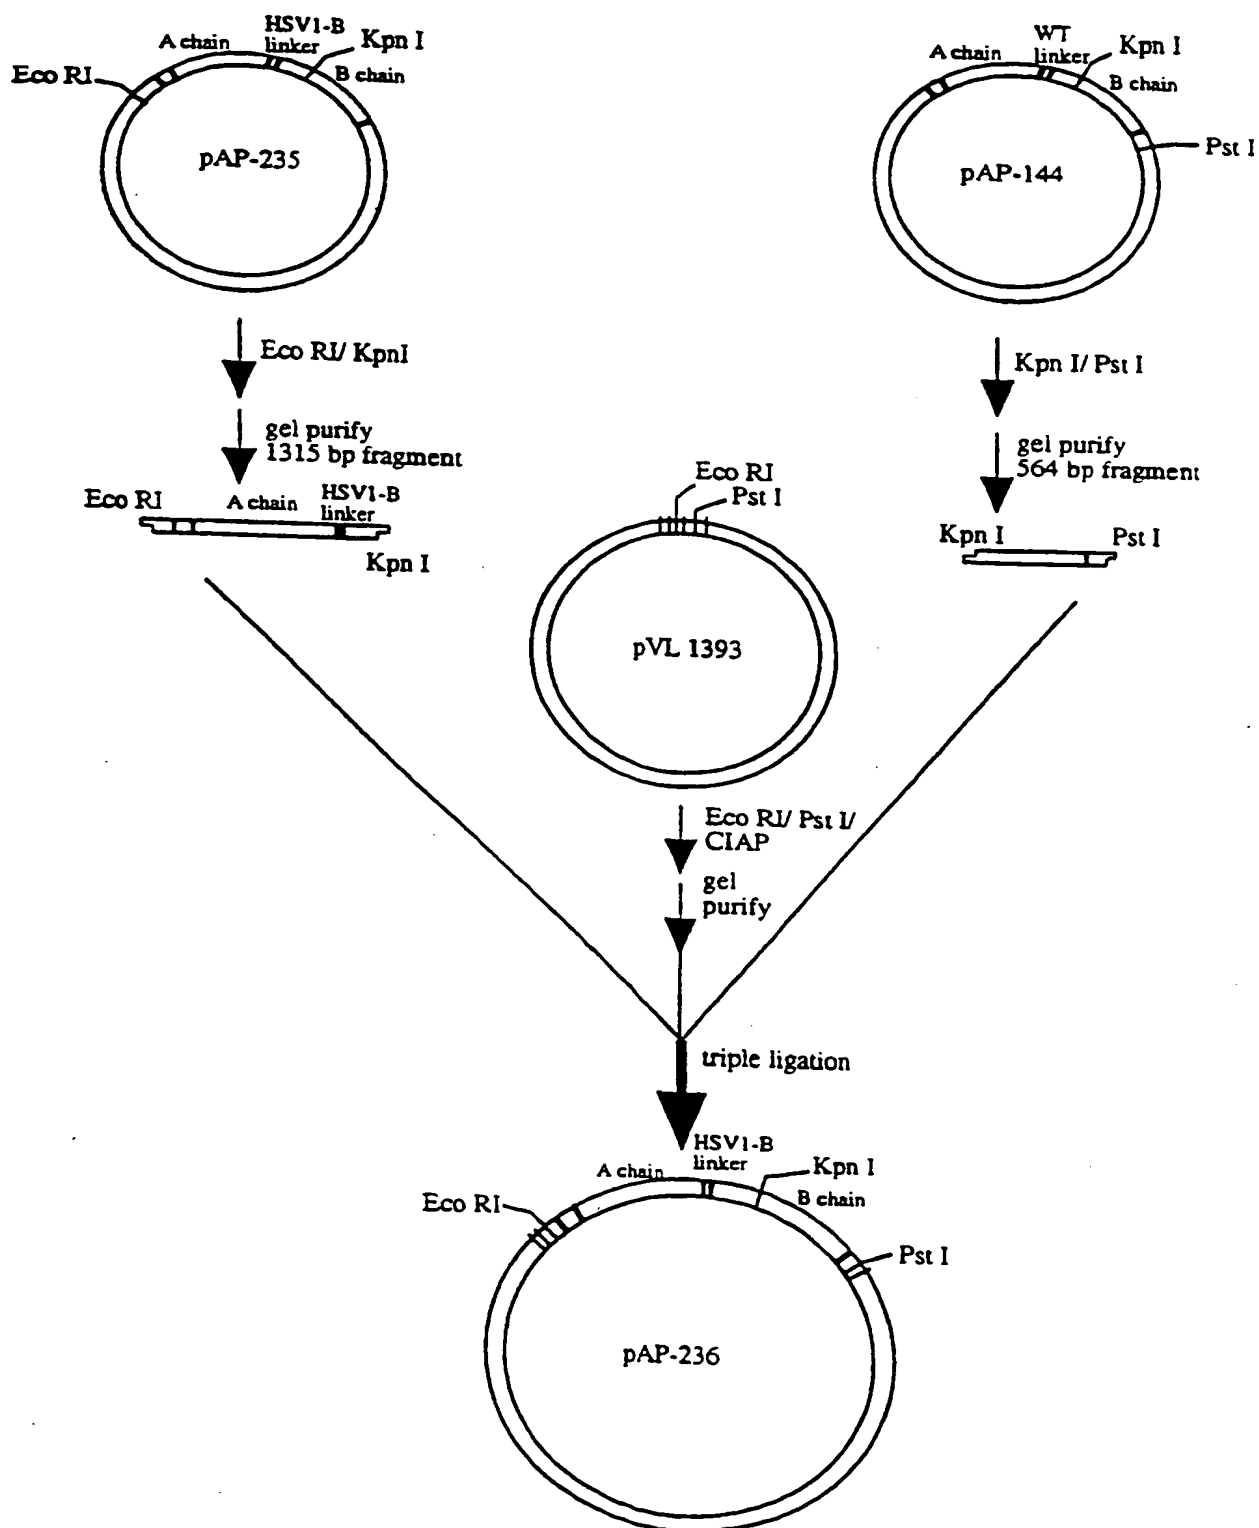 HSV1-B
linker
A chain
Kpn I
Eco RI
B chain
pAP-235
WT
linker
A chain
Kpn I
B chain
Pst I
pAP-144
Eco RI/ KpnI
gel purify
1315 bp fragment
Kpn I/ Pst I
gel purify
564 bp fragment
Eco RI
A chain
HSV1-B
linker
Kpn I
Eco RI
Pst I
Kpn I
Pst I
pVL 1393
Eco RI/ Pst I/
CIAP
gel
purify
triple ligation
HSV1-B
linker
A chain
Kpn I
Eco RI
B chain
Pst I
pAP-236